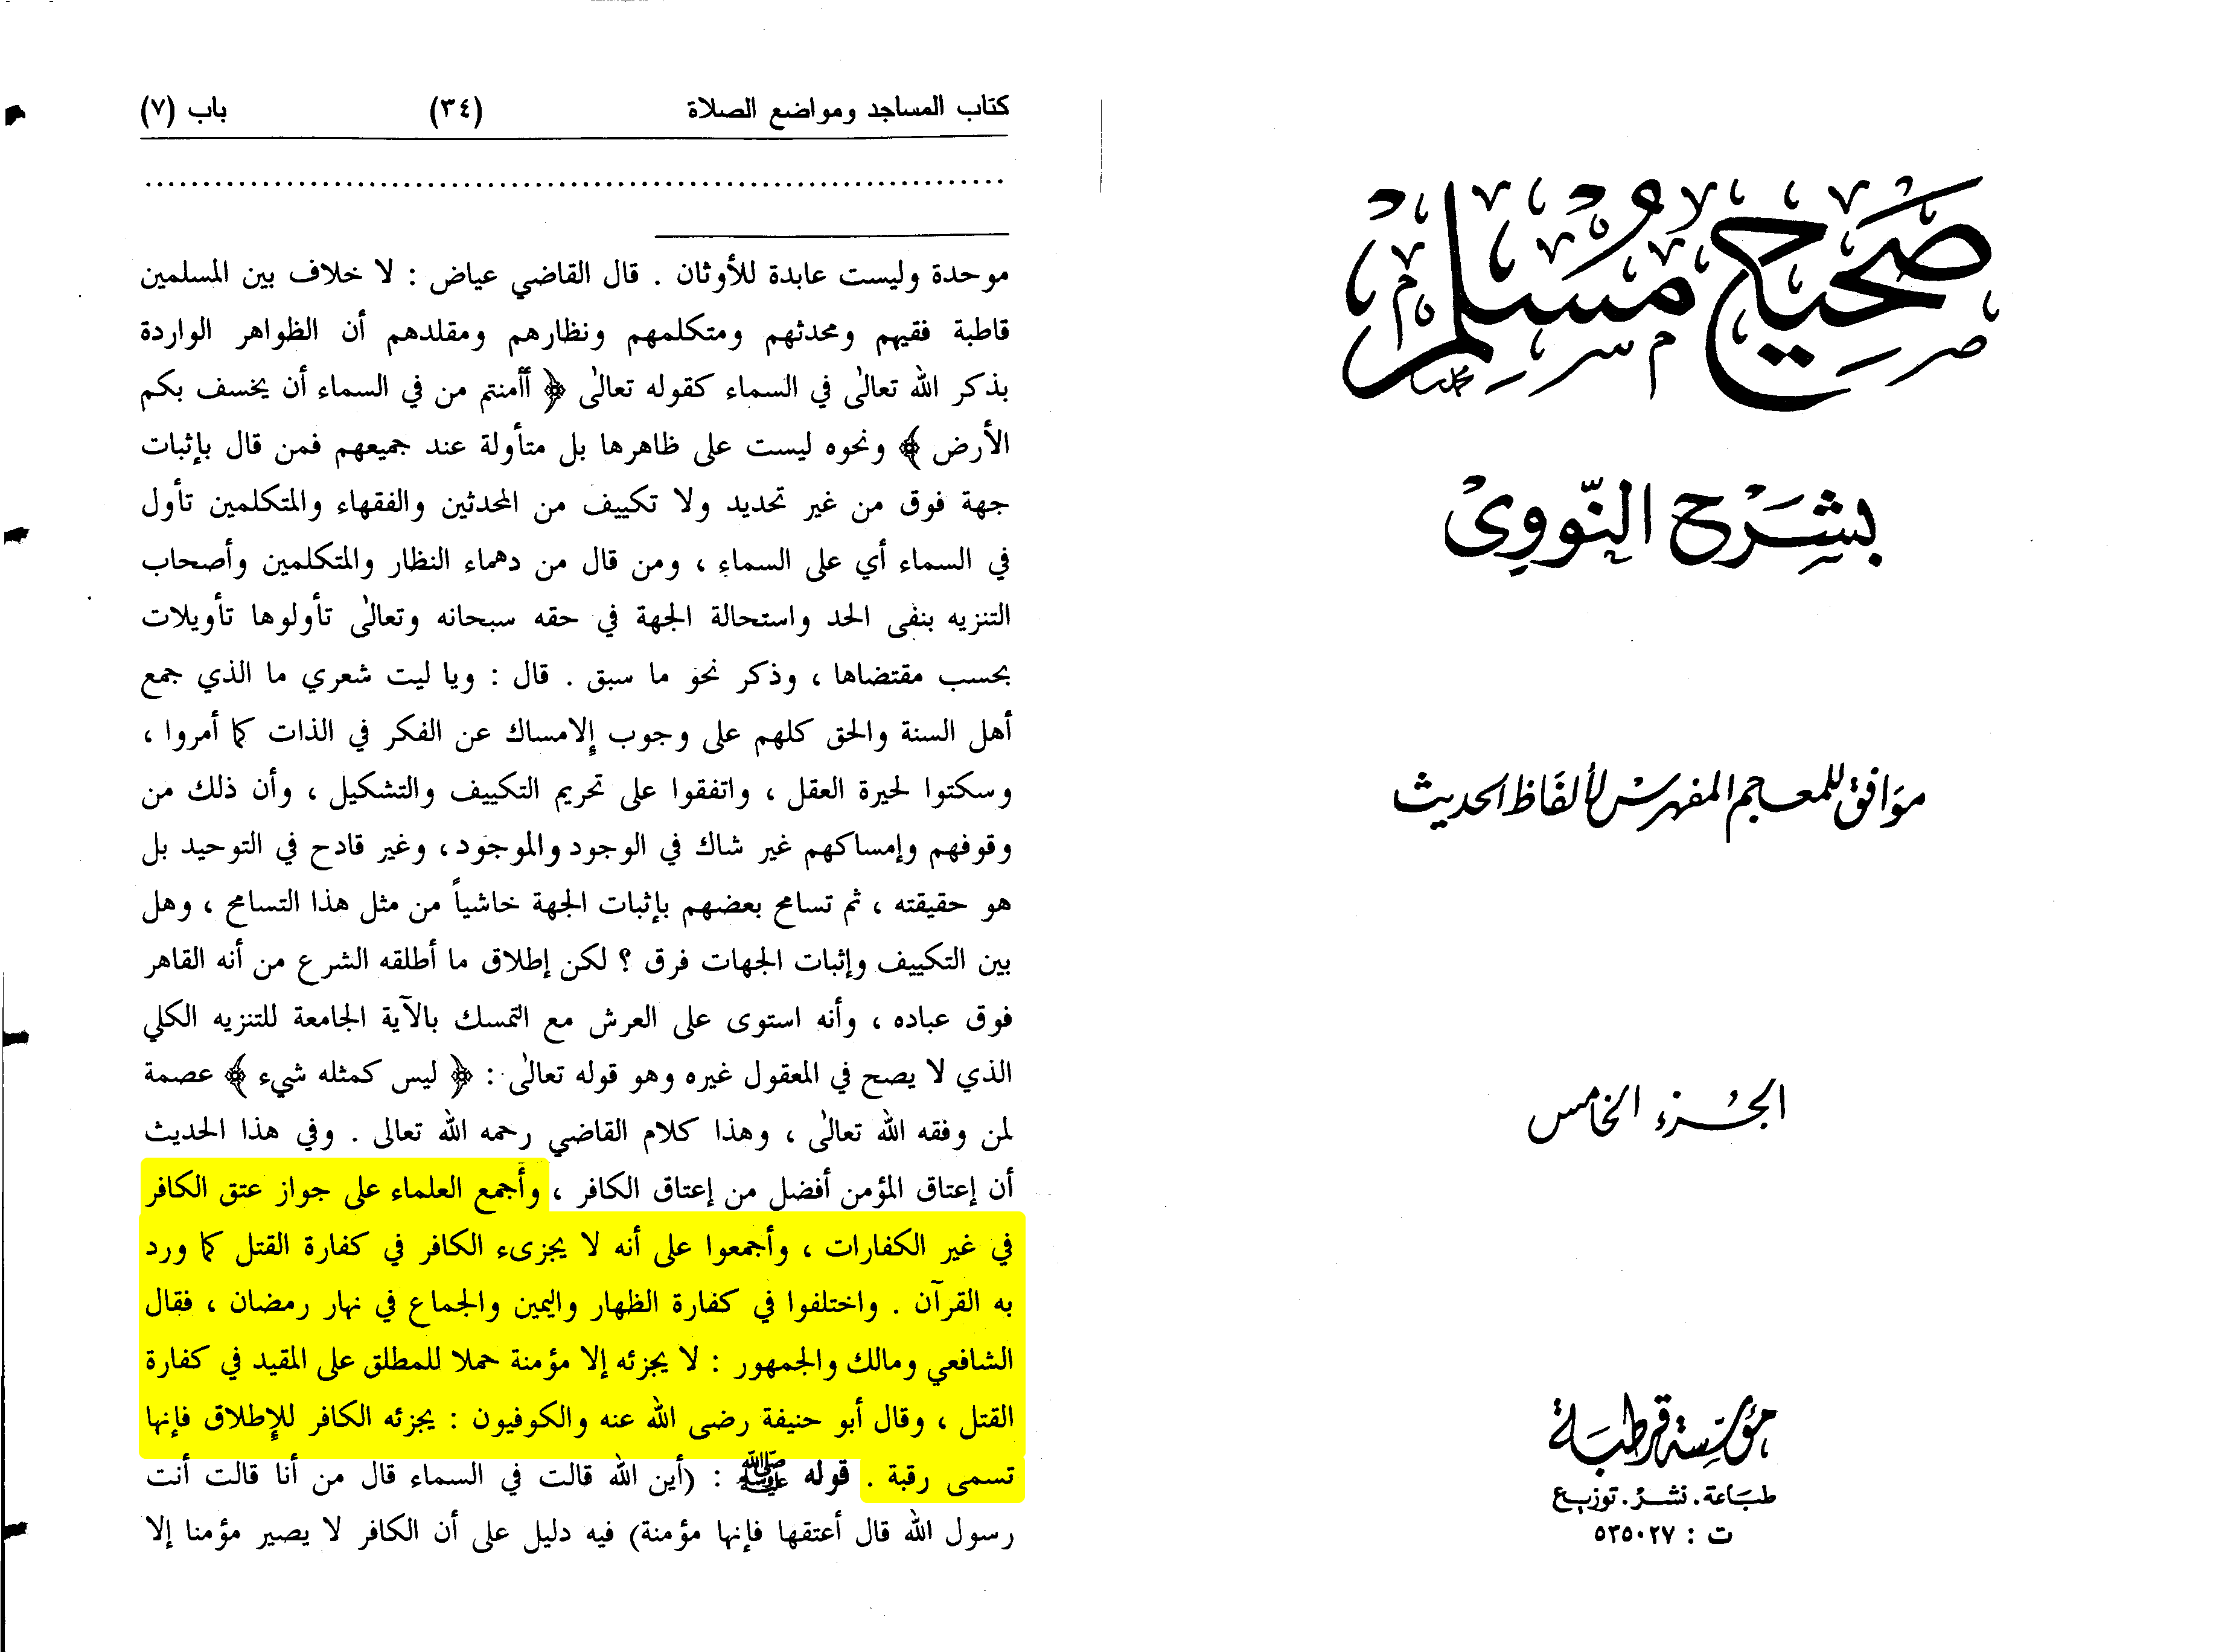 صَحِيح مُسْلِم
بشَرْح النّووي
موَافق للمعجم المفهرس لألفَاظ الحديث
الجُزء الخامس
مؤسسة قرطبة
طبَاعة . نشر . توزيع
ت : ٥٣٥٠٢٧
كتاب المساجد ومواضع الصلاة (٣٤) باب (٧)
موحدة وليست عابدة للأوثان . قال القاضي عياض : لا خلاف بين المسلمين
قاطبة فقيهم ومحدثهم ومتكلمهم ونظارهم ومقلدهم أن الظواهر الواردة
بذكر الله تعالى في السماء كقوله تعالى ﴿ أأمنتم من في السماء أن يخسف بكم
الأرض ﴾ ونحوه ليست على ظاهرها بل متأولة عند جميعهم فمن قال بإثبات
جهة فوق من غير تحديد ولا تكييف من المحدثين والفقهاء والمتكلمين تأول
في السماء أي على السماء ، ومن قال من دهماء النظار والمتكلمين وأصحاب
التنزيه بنفى الحد واستحالة الجهة في حقه سبحانه وتعالى تأولوها تأويلات
بحسب مقتضاها ، وذكر نحو ما سبق . قال : ويا ليت شعري ما الذي جمع
أهل السنة والحق كلهم على وجوب الإمساك عن الفكر في الذات كما أمروا ،
وسكتوا لحيرة العقل ، واتفقوا على تحريم التكييف والتشكيل ، وأن ذلك من
وقوفهم وإمساكهم غير شاك في الوجود والموجود ، وغير قادح في التوحيد بل
هو حقيقته ، ثم تسامح بعضهم بإثبات الجهة خاشياً من مثل هذا التسامح ، وهل
بين التكييف وإثبات الجهات فرق ؟ لكن إطلاق ما أطلقه الشرع من أنه القاهر
فوق عباده ، وأنه استوى على العرش مع التمسك بالآية الجامعة للتنزيه الكلي
الذي لا يصح في المعقول غيره وهو قوله تعالى : ﴿ ليس كمثله شيء ﴾ عصمة
لمن وفقه الله تعالى ، وهذا كلام القاضي رحمه الله تعالى . وفي هذا الحديث
أن إعتاق المؤمن أفضل من إعتاق الكافر ، وأجمع العلماء على جواز عتق الكافر
في غير الكفارات ، وأجمعوا على أنه لا يجزىء الكافر في كفارة القتل كما ورد
به القرآن . واختلفوا في كفارة الظهار واليمين والجماع في نهار رمضان ، فقال
الشافعي ومالك والجمهور : لا يجزئه إلا مؤمنة حملا للمطلق على المقيد في كفارة
القتل ، وقال أبو حنيفة رضى الله عنه والكوفيون : يجزئه الكافر للإطلاق فإنها
تسمى رقبة . قوله ﷺ : (أين الله قالت في السماء قال من أنا قالت أنت
رسول الله قال أعتقها فإنها مؤمنة) فيه دليل على أن الكافر لا يصير مؤمنا إلا